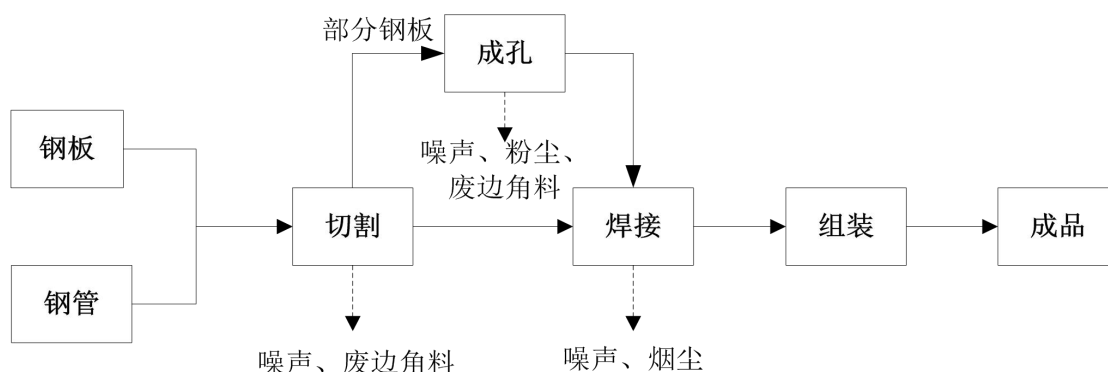 部分钢板
成孔
钢板
噪声、粉尘、
废边角料
切割
焊接
组装
成品
钢管
噪声、废边角料
噪声、烟尘